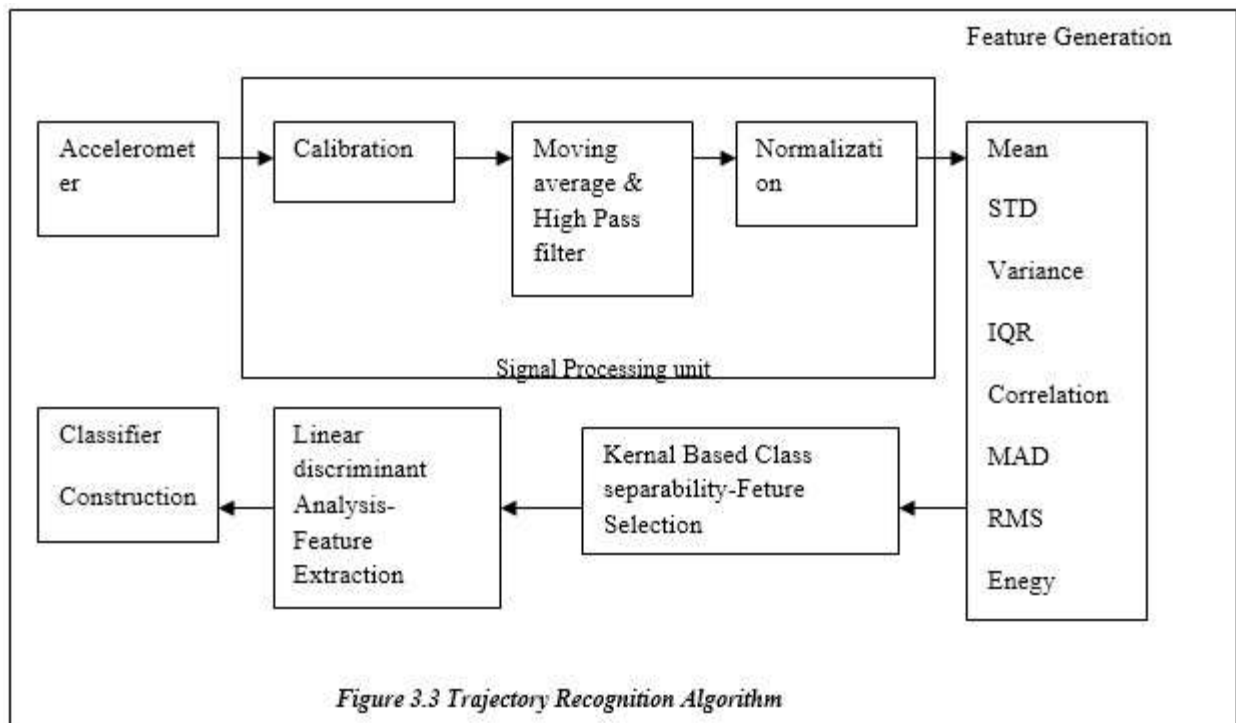 Feature Generation
Acceleromet
er
Calibration
Moving
average &
High Pass
filter
Normalizati
on
Mean
STD
Variance
IQR
Correlation
MAD
RMS
Enegy
Signal Processing unit
Classifier
Construction
Linear
discriminant
Analysis-
Feature
Extraction
Kernal Based Class
separability-Feture
Selection
Figure 3.3 Trajectory Recognition Algorithm